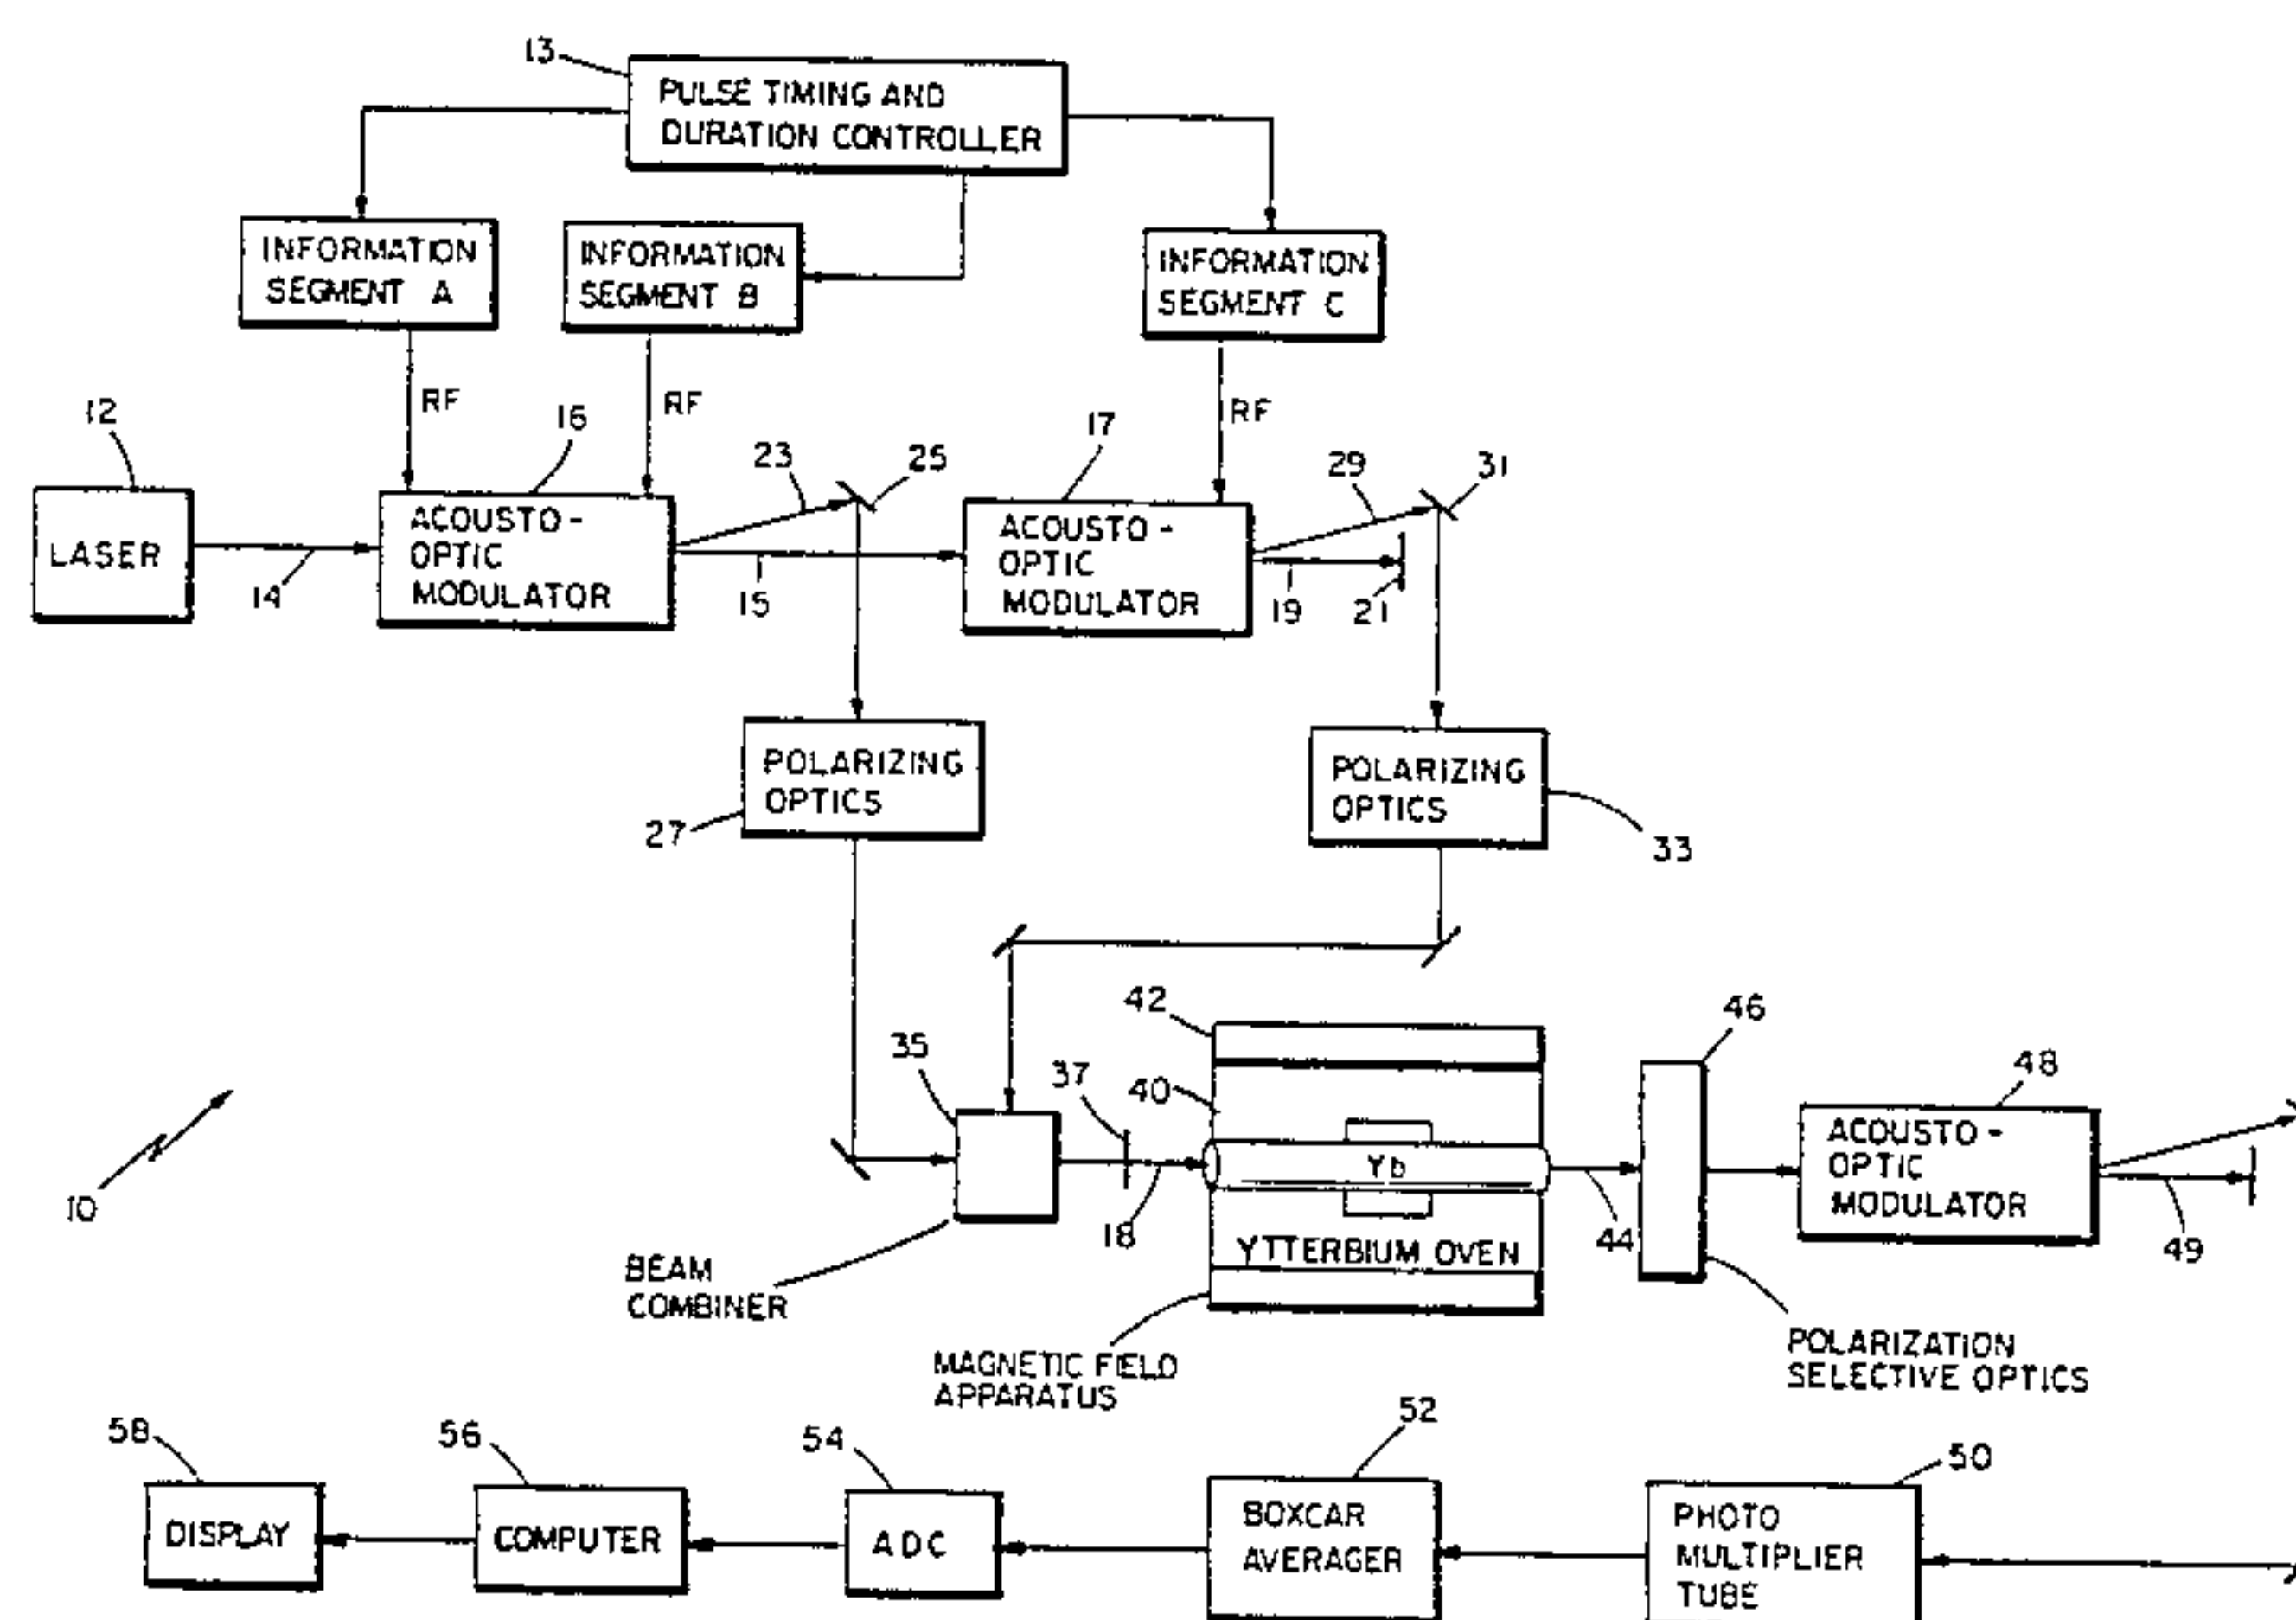 13
PULSE TIMING AND
DURATION CONTROLLER
INFORMATION
SEGMENT A
INFORMATION
SEGMENT B
INFORMATION
SEGMENT C
RF
RF
RF
12
16
23
25
17
29
31
LASER
ACOUSTO-
OPTIC
MODULATOR
ACOUSTO-
OPTIC
MODULATOR
14
15
19
21
POLARIZING
OPTICS
27
POLARIZING
OPTICS
33
42
46
35
37
40
48
Yb
ACOUSTO-
OPTIC
MODULATOR
10
18
YTTERBIUM OVEN
44
49
BEAM
COMBINER
MAGNETIC FIELD
APPARATUS
POLARIZATION
SELECTIVE OPTICS
58
56
54
52
50
DISPLAY
COMPUTER
ADC
BOXCAR
AVERAGER
PHOTO
MULTIPLIER
TUBE